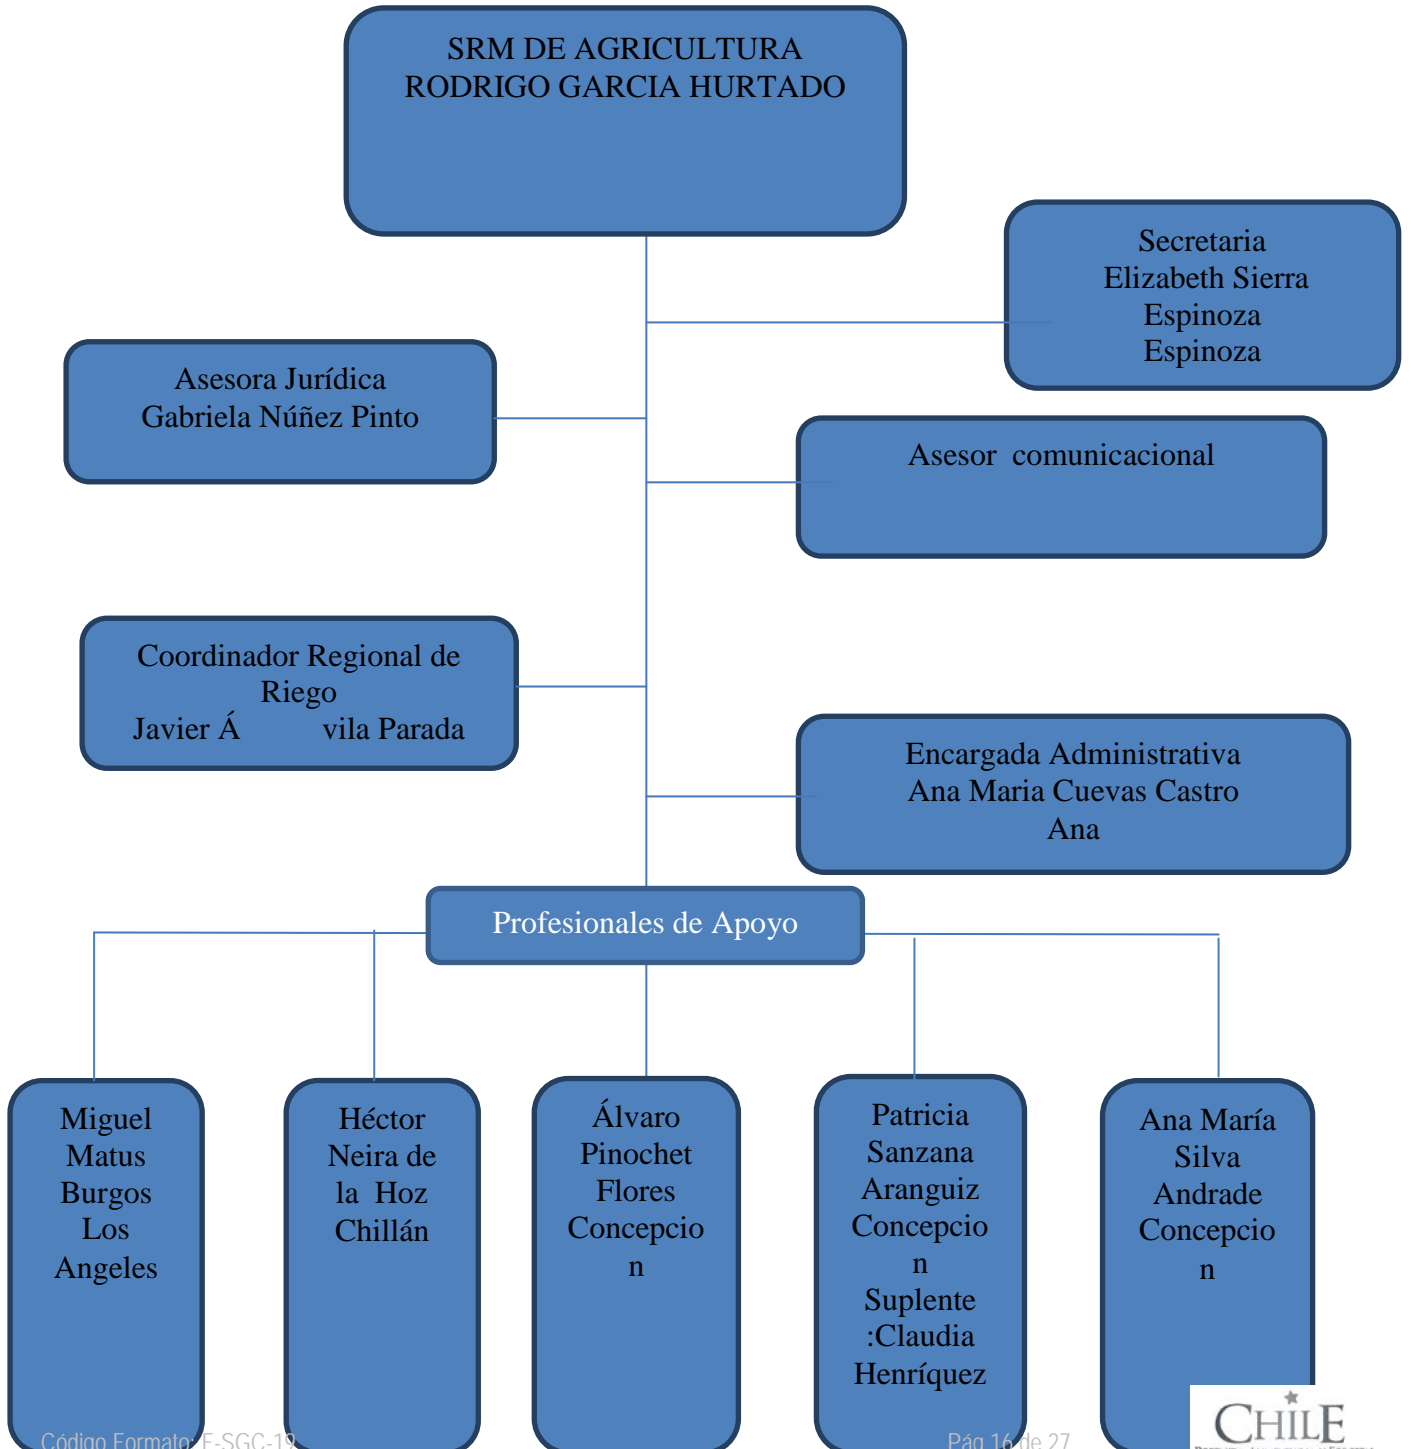 SRM DE AGRICULTURA
RODRIGO GARCIA HURTADO
Secretaria
Elizabeth Sierra
Espinoza
Espinoza
Asesora Jurídica
Gabriela Núñez Pinto
Asesor comunicacional
Coordinador Regional de
Riego
Javier Á vila Parada
Encargada Administrativa
Ana Maria Cuevas Castro
Ana
Profesionales de Apoyo
Miguel
Matus
Burgos
Los
Angeles
Héctor
Neira de
la Hoz
Chillán
Álvaro
Pinochet
Flores
Concepcio
n
Patricia
Sanzana
Aranguiz
Concepcio
n
Suplente
:Claudia
Henríquez
Ana María
Silva
Andrade
Concepcio
n
Código Formato: F-SGC-19
Pág 16 de 27
CHILE